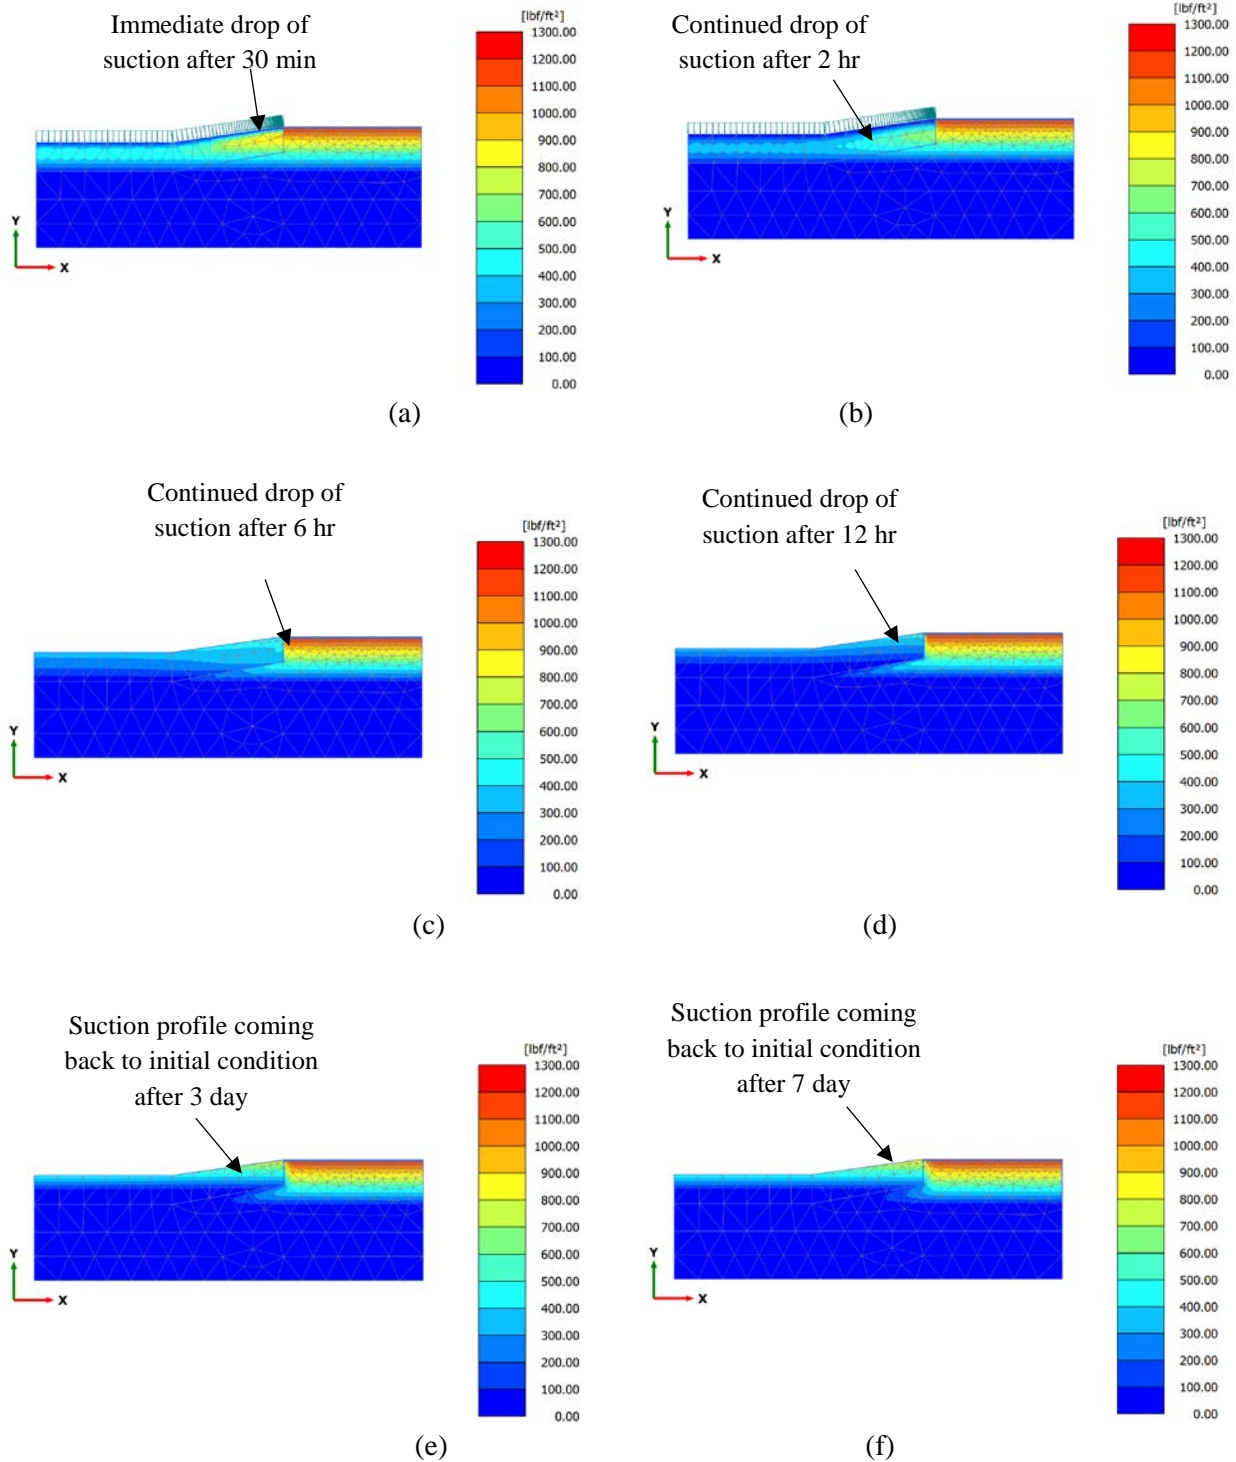 Immediate drop of
suction after 30 min
[lbf/ft²]
1300.00
1200.00
1100.00
1000.00
900.00
800.00
700.00
600.00
500.00
400.00
300.00
200.00
100.00
0.00
Y
X
(a)
Continued drop of
suction after 2 hr
[lbf/ft²]
1300.00
1200.00
1100.00
1000.00
900.00
800.00
700.00
600.00
500.00
400.00
300.00
200.00
100.00
0.00
Y
X
(b)
Continued drop of
suction after 6 hr
[lbf/ft²]
1300.00
1200.00
1100.00
1000.00
900.00
800.00
700.00
600.00
500.00
400.00
300.00
200.00
100.00
0.00
Y
X
(c)
Continued drop of
suction after 12 hr
[lbf/ft²]
1300.00
1200.00
1100.00
1000.00
900.00
800.00
700.00
600.00
500.00
400.00
300.00
200.00
100.00
0.00
Y
X
(d)
Suction profile coming
back to initial condition
after 3 day
[lbf/ft²]
1300.00
1200.00
1100.00
1000.00
900.00
800.00
700.00
600.00
500.00
400.00
300.00
200.00
100.00
0.00
Y
X
(e)
Suction profile coming
back to initial condition
after 7 day
[lbf/ft²]
1300.00
1200.00
1100.00
1000.00
900.00
800.00
700.00
600.00
500.00
400.00
300.00
200.00
100.00
0.00
Y
X
(f)